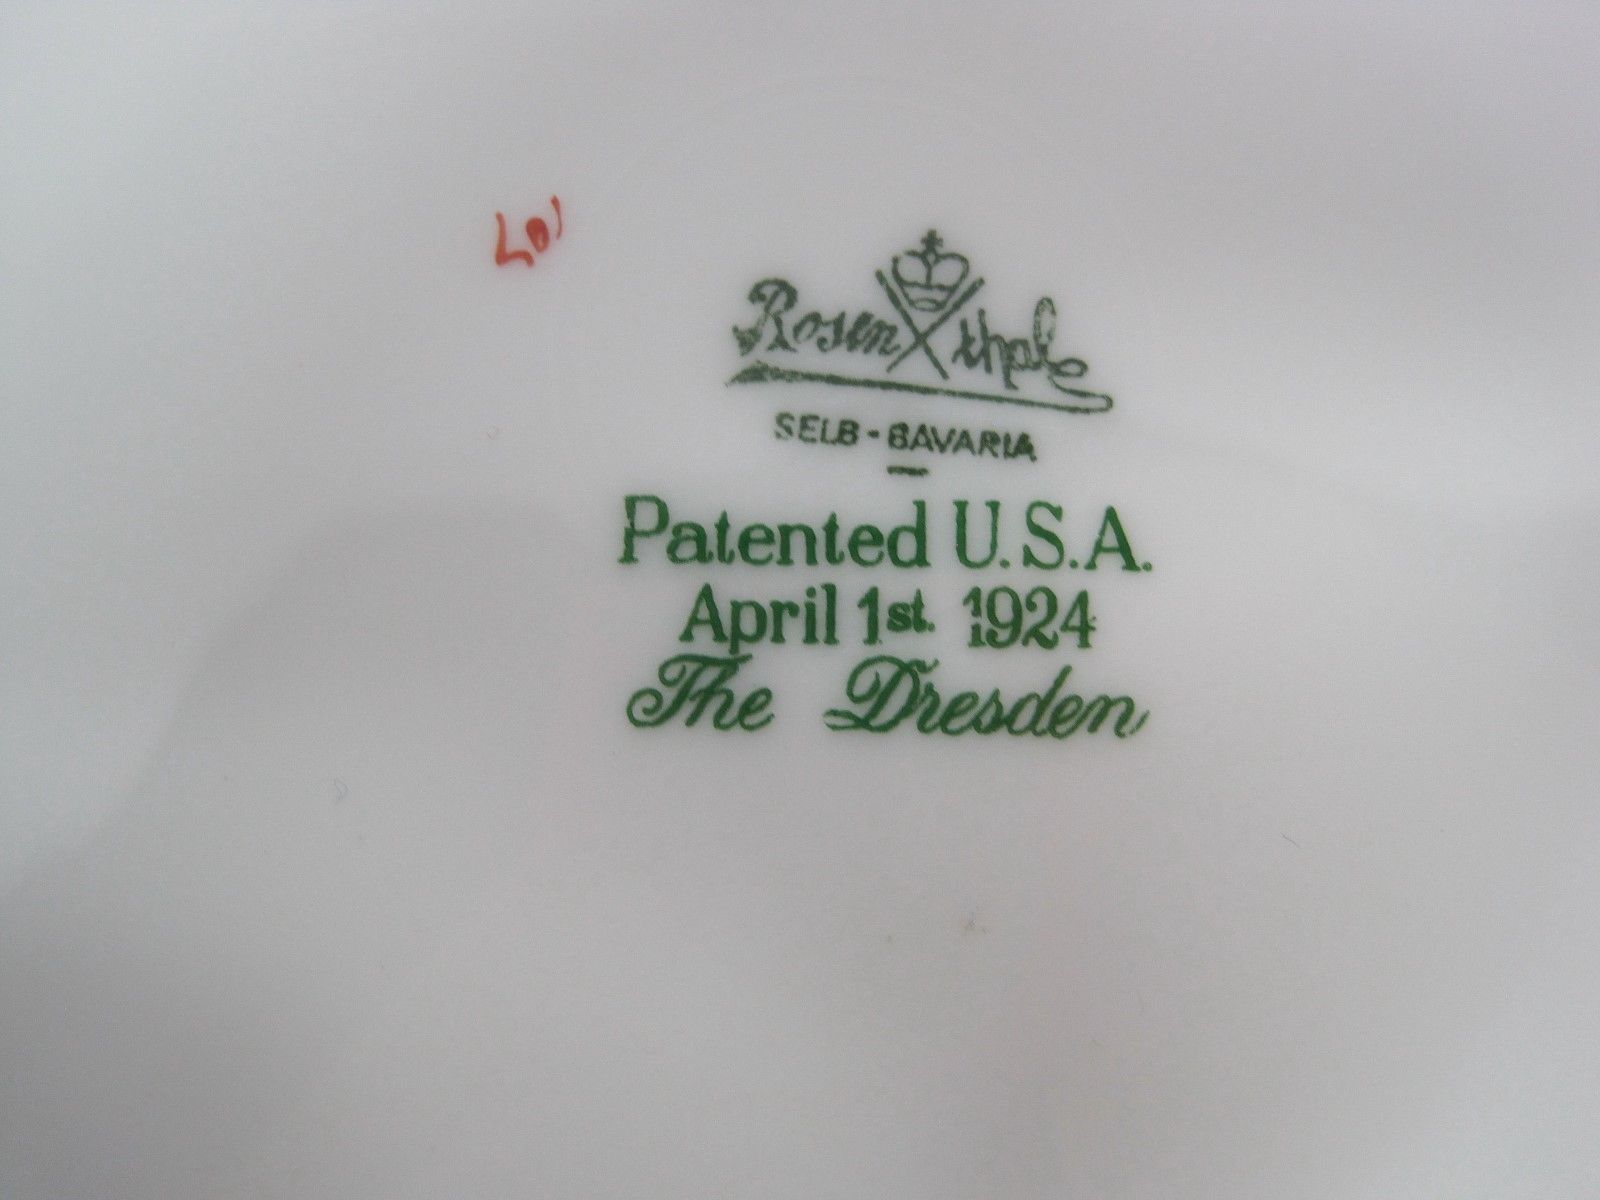 Rosenthal
SELB - BAVARIA
Patented U.S.A.
April 1st. 1924
The Dresden